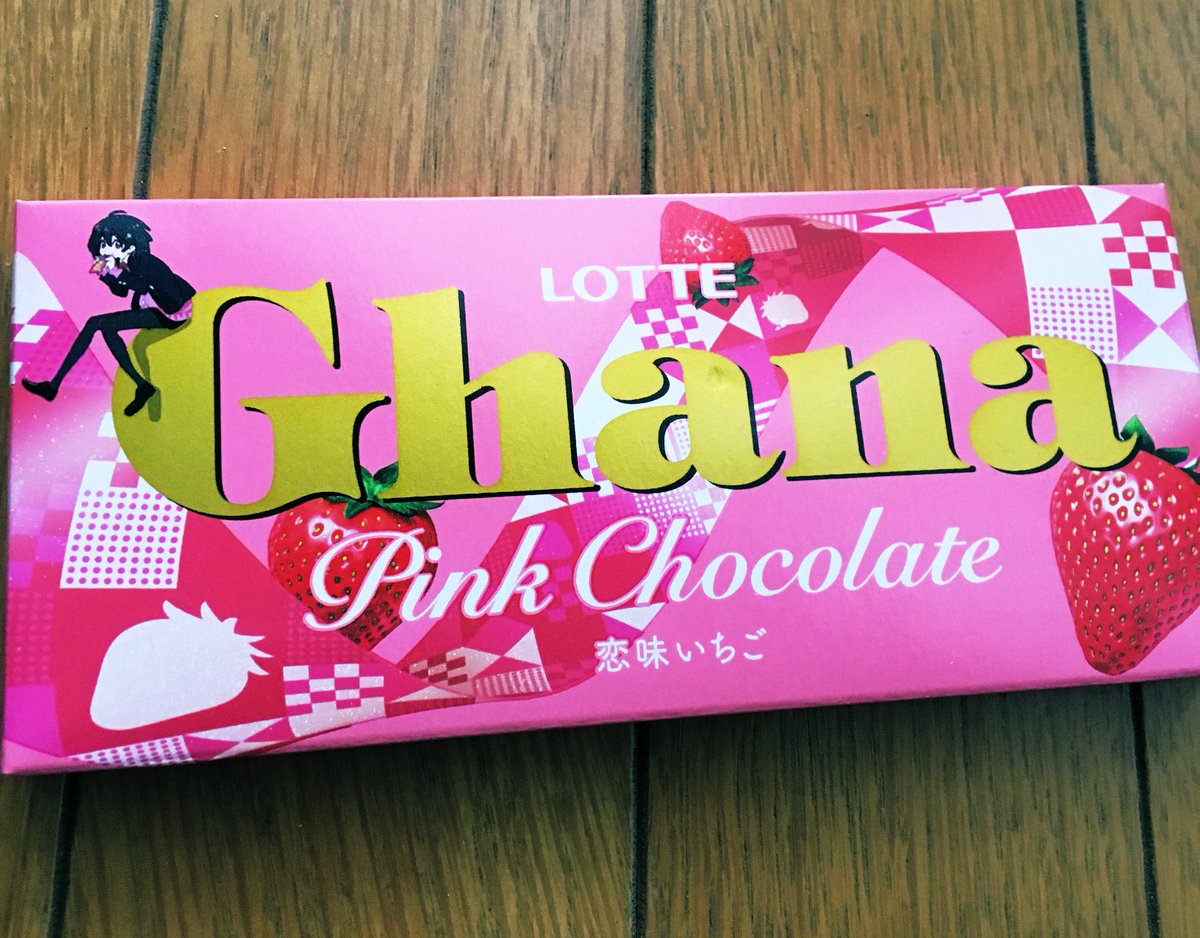 LOTTE
Ghana
Pink Chocolate
恋味いちご